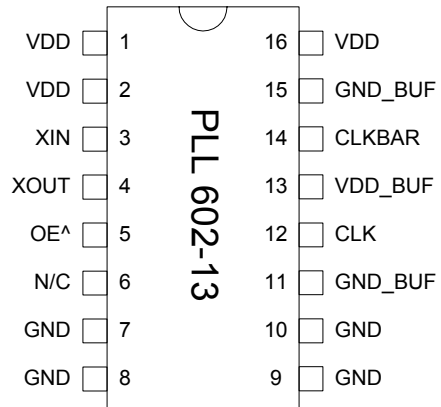 VDD 1 16 VDD
VDD 2 15 GND_BUF
XIN 3 14 CLKBAR
XOUT 4 13 VDD_BUF
OE^ 5 12 CLK
N/C 6 11 GND_BUF
GND 7 10 GND
GND 8 9 GND
PLL 602-13